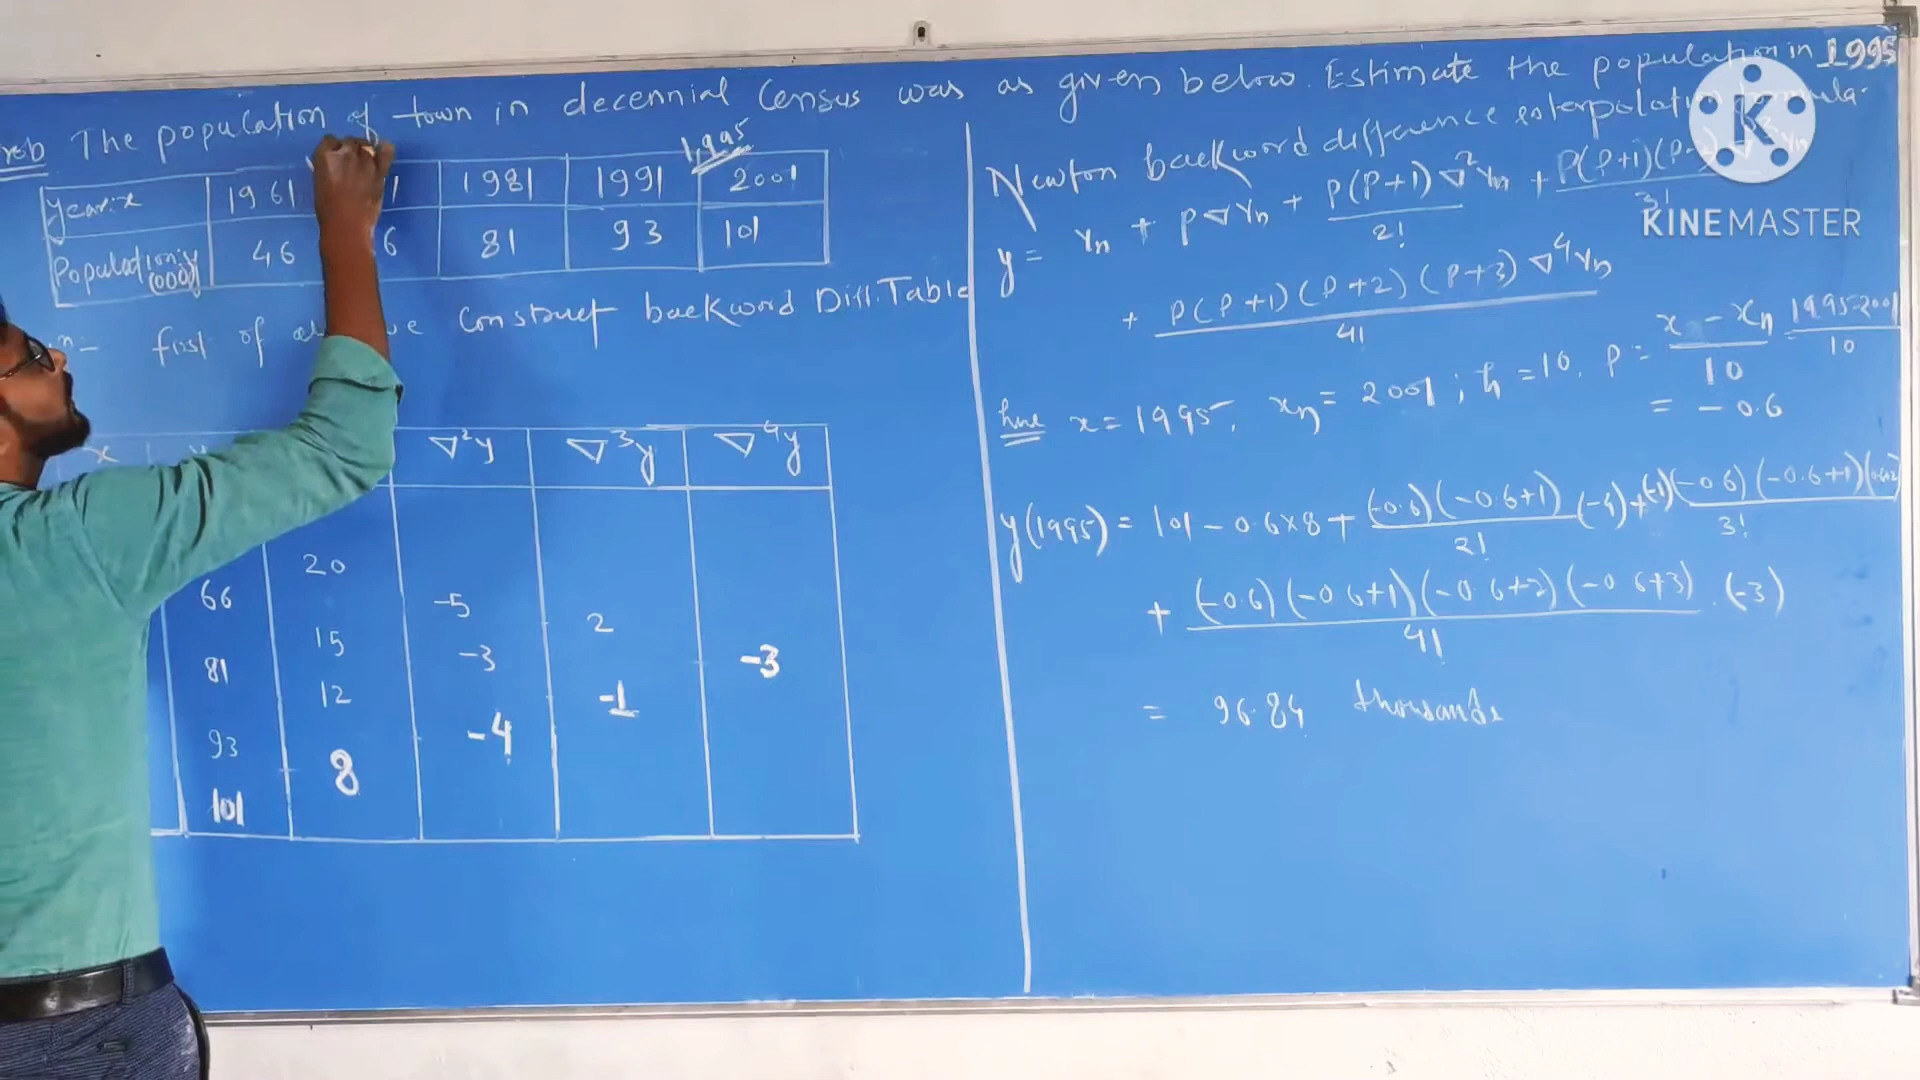 The population of town in decennial Census was as given below. Estimate the population in 1995
1,995
year:x 1961 1981 1991 2001
Population:y (000) 46 6 81 93 101
first of we construct backword Diff. Table
x ∇²y ∇³y ∇⁴y
20
66 -5
15 2
81 -3 -3
12 -1
93 -4
8
101
Newton backword difference interpolation formula.
y = yₙ + p∇yₙ + P(P+1)∇²yₙ/2! + P(P+1)(P ∇³yₙ/3!
+ P(P+1)(P+2)(P+3)∇⁴yₙ/4!
here x = 1995, xₙ = 2001; h = 10. P = x - xₙ/10 1995-2001/10
= -0.6
y(1995) = 101 - 0.6×8 + (-0.6)(-0.6+1)/2! (-4) + (-1)(-0.6)(-0.6+1)/3!
+ (-0.6)(-0.6+1)(-0.6+2)(-0.6+3)/4! . (-3)
= 96.84 thousands
K
KINEMASTER